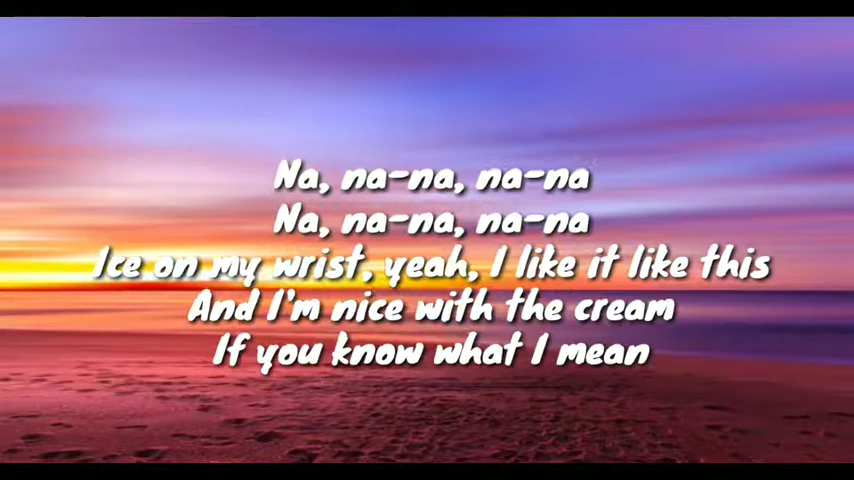 Na, na-na, na-na
Na, na-na, na-na
Ice on my wrist, yeah, I like it like this
And I'm nice with the cream
If you know what I mean